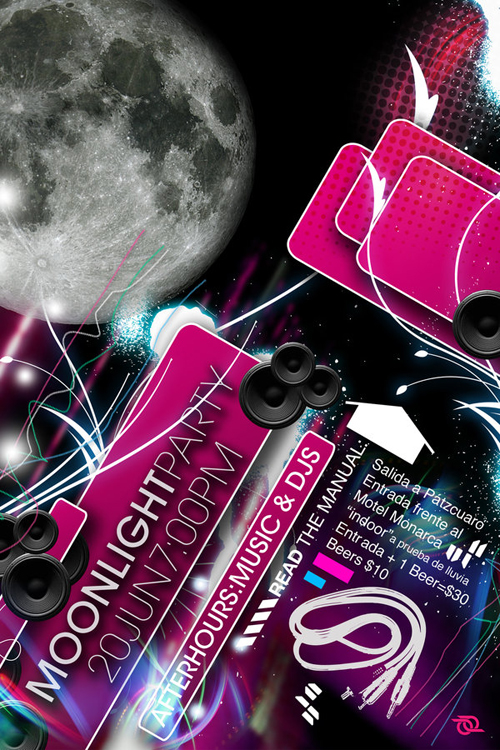 MOONLIGHTPARTY
20JUN7:00PM
AFTERHOURS:MUSIC & DJS
READ THE MANUAL:
Salida a Pátzcuaro
Entrada frente al
Motel Monarca
"indoor" a prueba de lluvia
Entrada + 1 Beer=$30
Beers $10